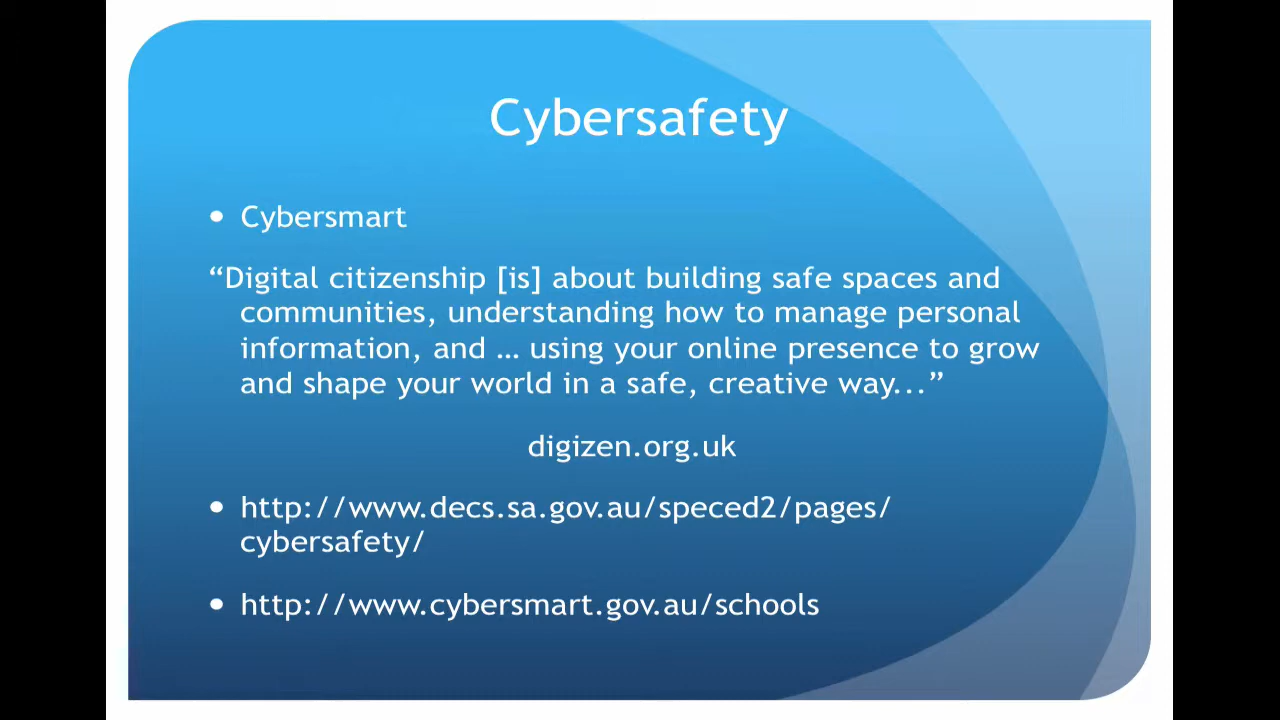 Cybersafety
• Cybersmart
“Digital citizenship [is] about building safe spaces and
communities, understanding how to manage personal
information, and … using your online presence to grow
and shape your world in a safe, creative way...”
digizen.org.uk
• http://www.decs.sa.gov.au/speced2/pages/
cybersafety/
• http://www.cybersmart.gov.au/schools